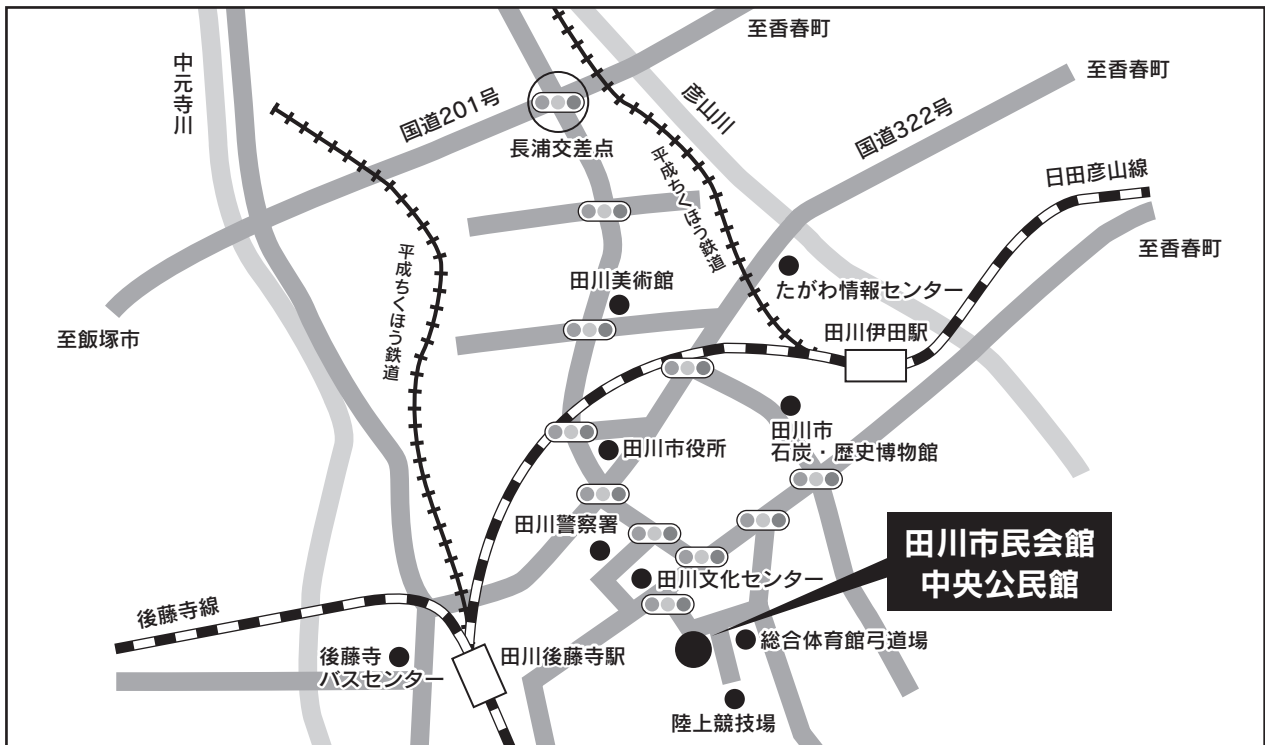 至香春町
中元寺川
国道201号
長浦交差点
彦山川
平成ちくほう鉄道
国道322号
至香春町
日田彦山線
至香春町
平成ちくほう鉄道
田川美術館
たがわ情報センター
田川伊田駅
至飯塚市
田川市
石炭・歴史博物館
田川市役所
田川警察署
田川市民会館
中央公民館
田川文化センター
後藤寺線
後藤寺
バスセンター
田川後藤寺駅
総合体育館弓道場
陸上競技場